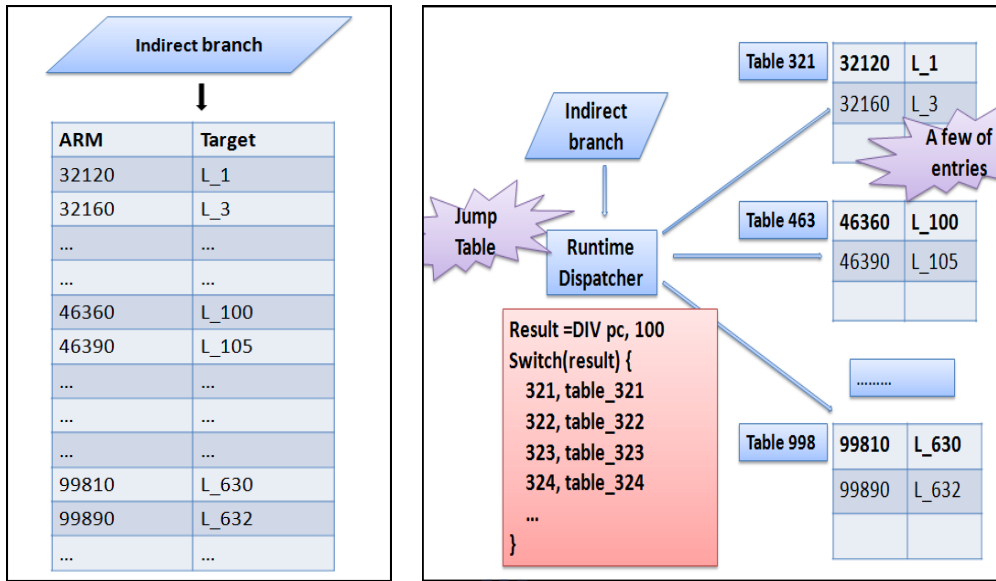 Indirect branch
ARM Target
32120 L_1
32160 L_3
... ...
... ...
46360 L_100
46390 L_105
... ...
... ...
... ...
99810 L_630
99890 L_632
... ...
Indirect
branch
Jump
Table
Runtime
Dispatcher
Result =DIV pc, 100
Switch(result) {
321, table_321
322, table_322
323, table_323
324, table_324
...
}
Table 321
32120 L_1
32160 L_3
A few of
entries
Table 463
46360 L_100
46390 L_105
.........
Table 998
99810 L_630
99890 L_632